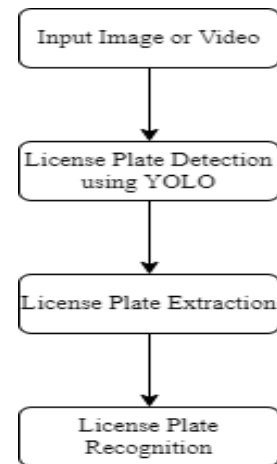 Input Image or Video
License Plate Detection
using YOLO
License Plate Extraction
License Plate
Recognition